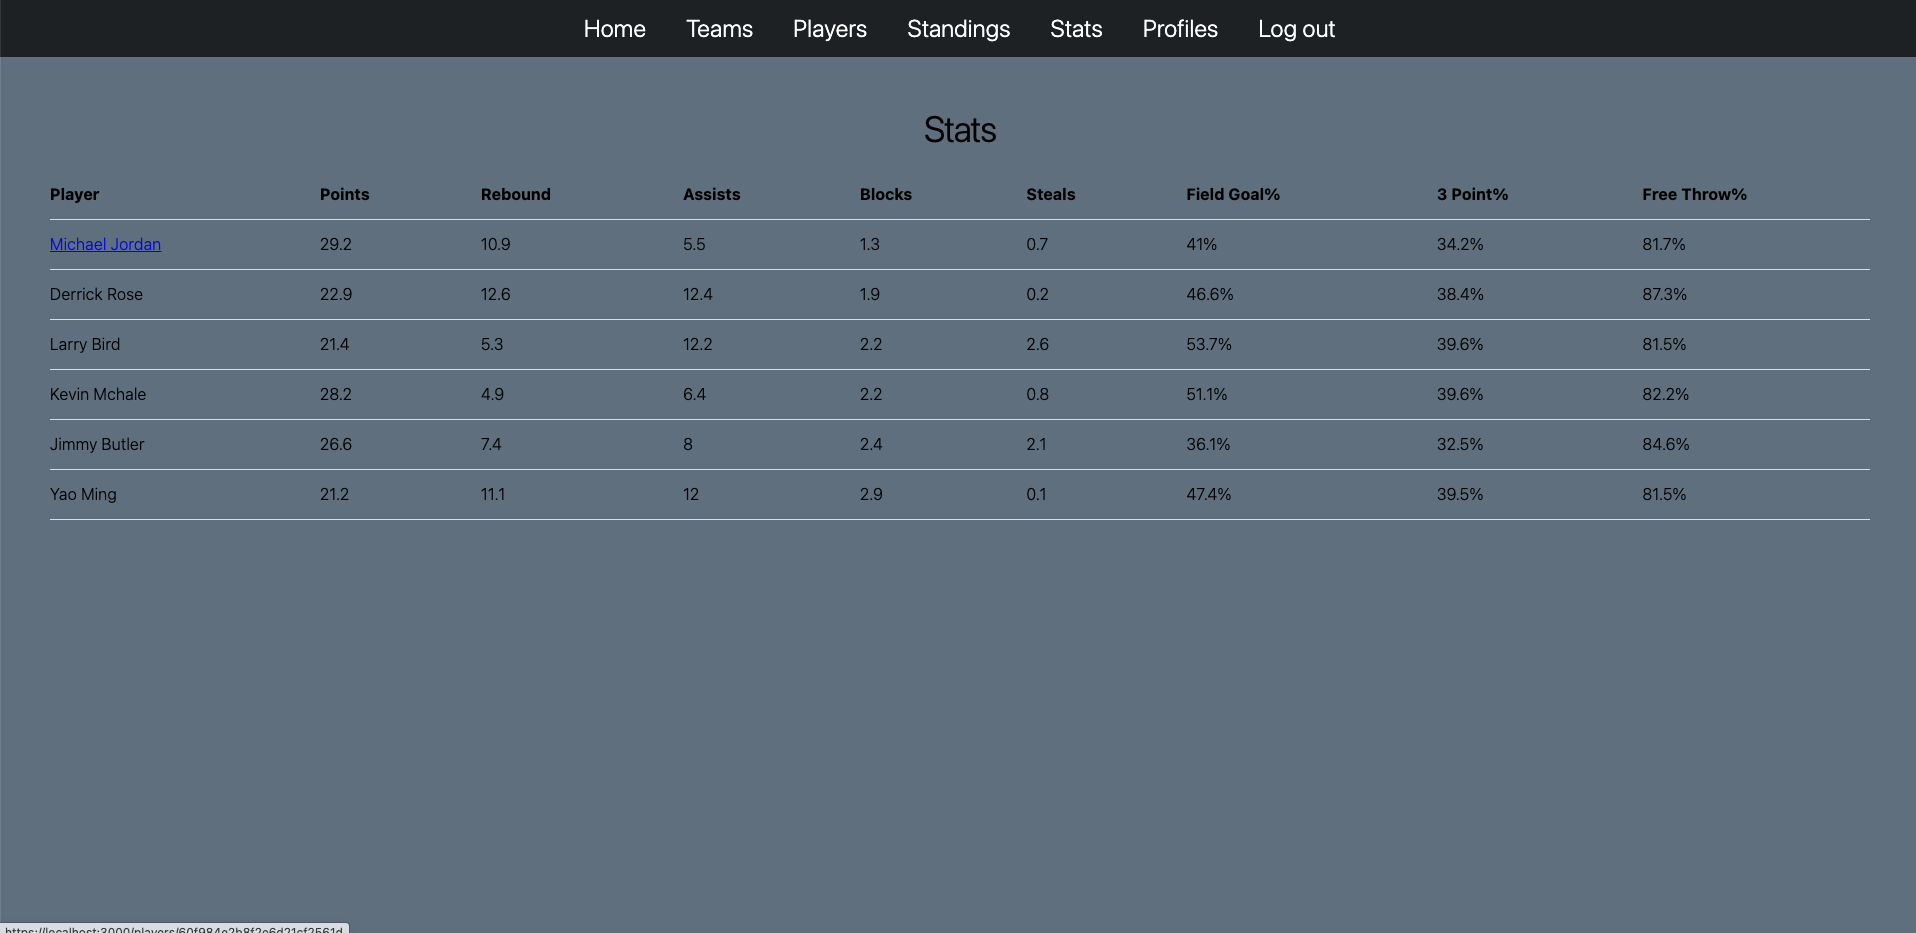 Home Teams Players Standings Stats Profiles Log out
Stats
Player Points Rebound Assists Blocks Steals Field Goal% 3 Point% Free Throw%
Michael Jordan 29.2 10.9 5.5 1.3 0.7 41% 34.2% 81.7%
Derrick Rose 22.9 12.6 12.4 1.9 0.2 46.6% 38.4% 87.3%
Larry Bird 21.4 5.3 12.2 2.2 2.6 53.7% 39.6% 81.5%
Kevin Mchale 28.2 4.9 6.4 2.2 0.8 51.1% 39.6% 82.2%
Jimmy Butler 26.6 7.4 8 2.4 2.1 36.1% 32.5% 84.6%
Yao Ming 21.2 11.1 12 2.9 0.1 47.4% 39.5% 81.5%
https://localhost:3000/players/60f984e2b8f2e6d21cf2561d